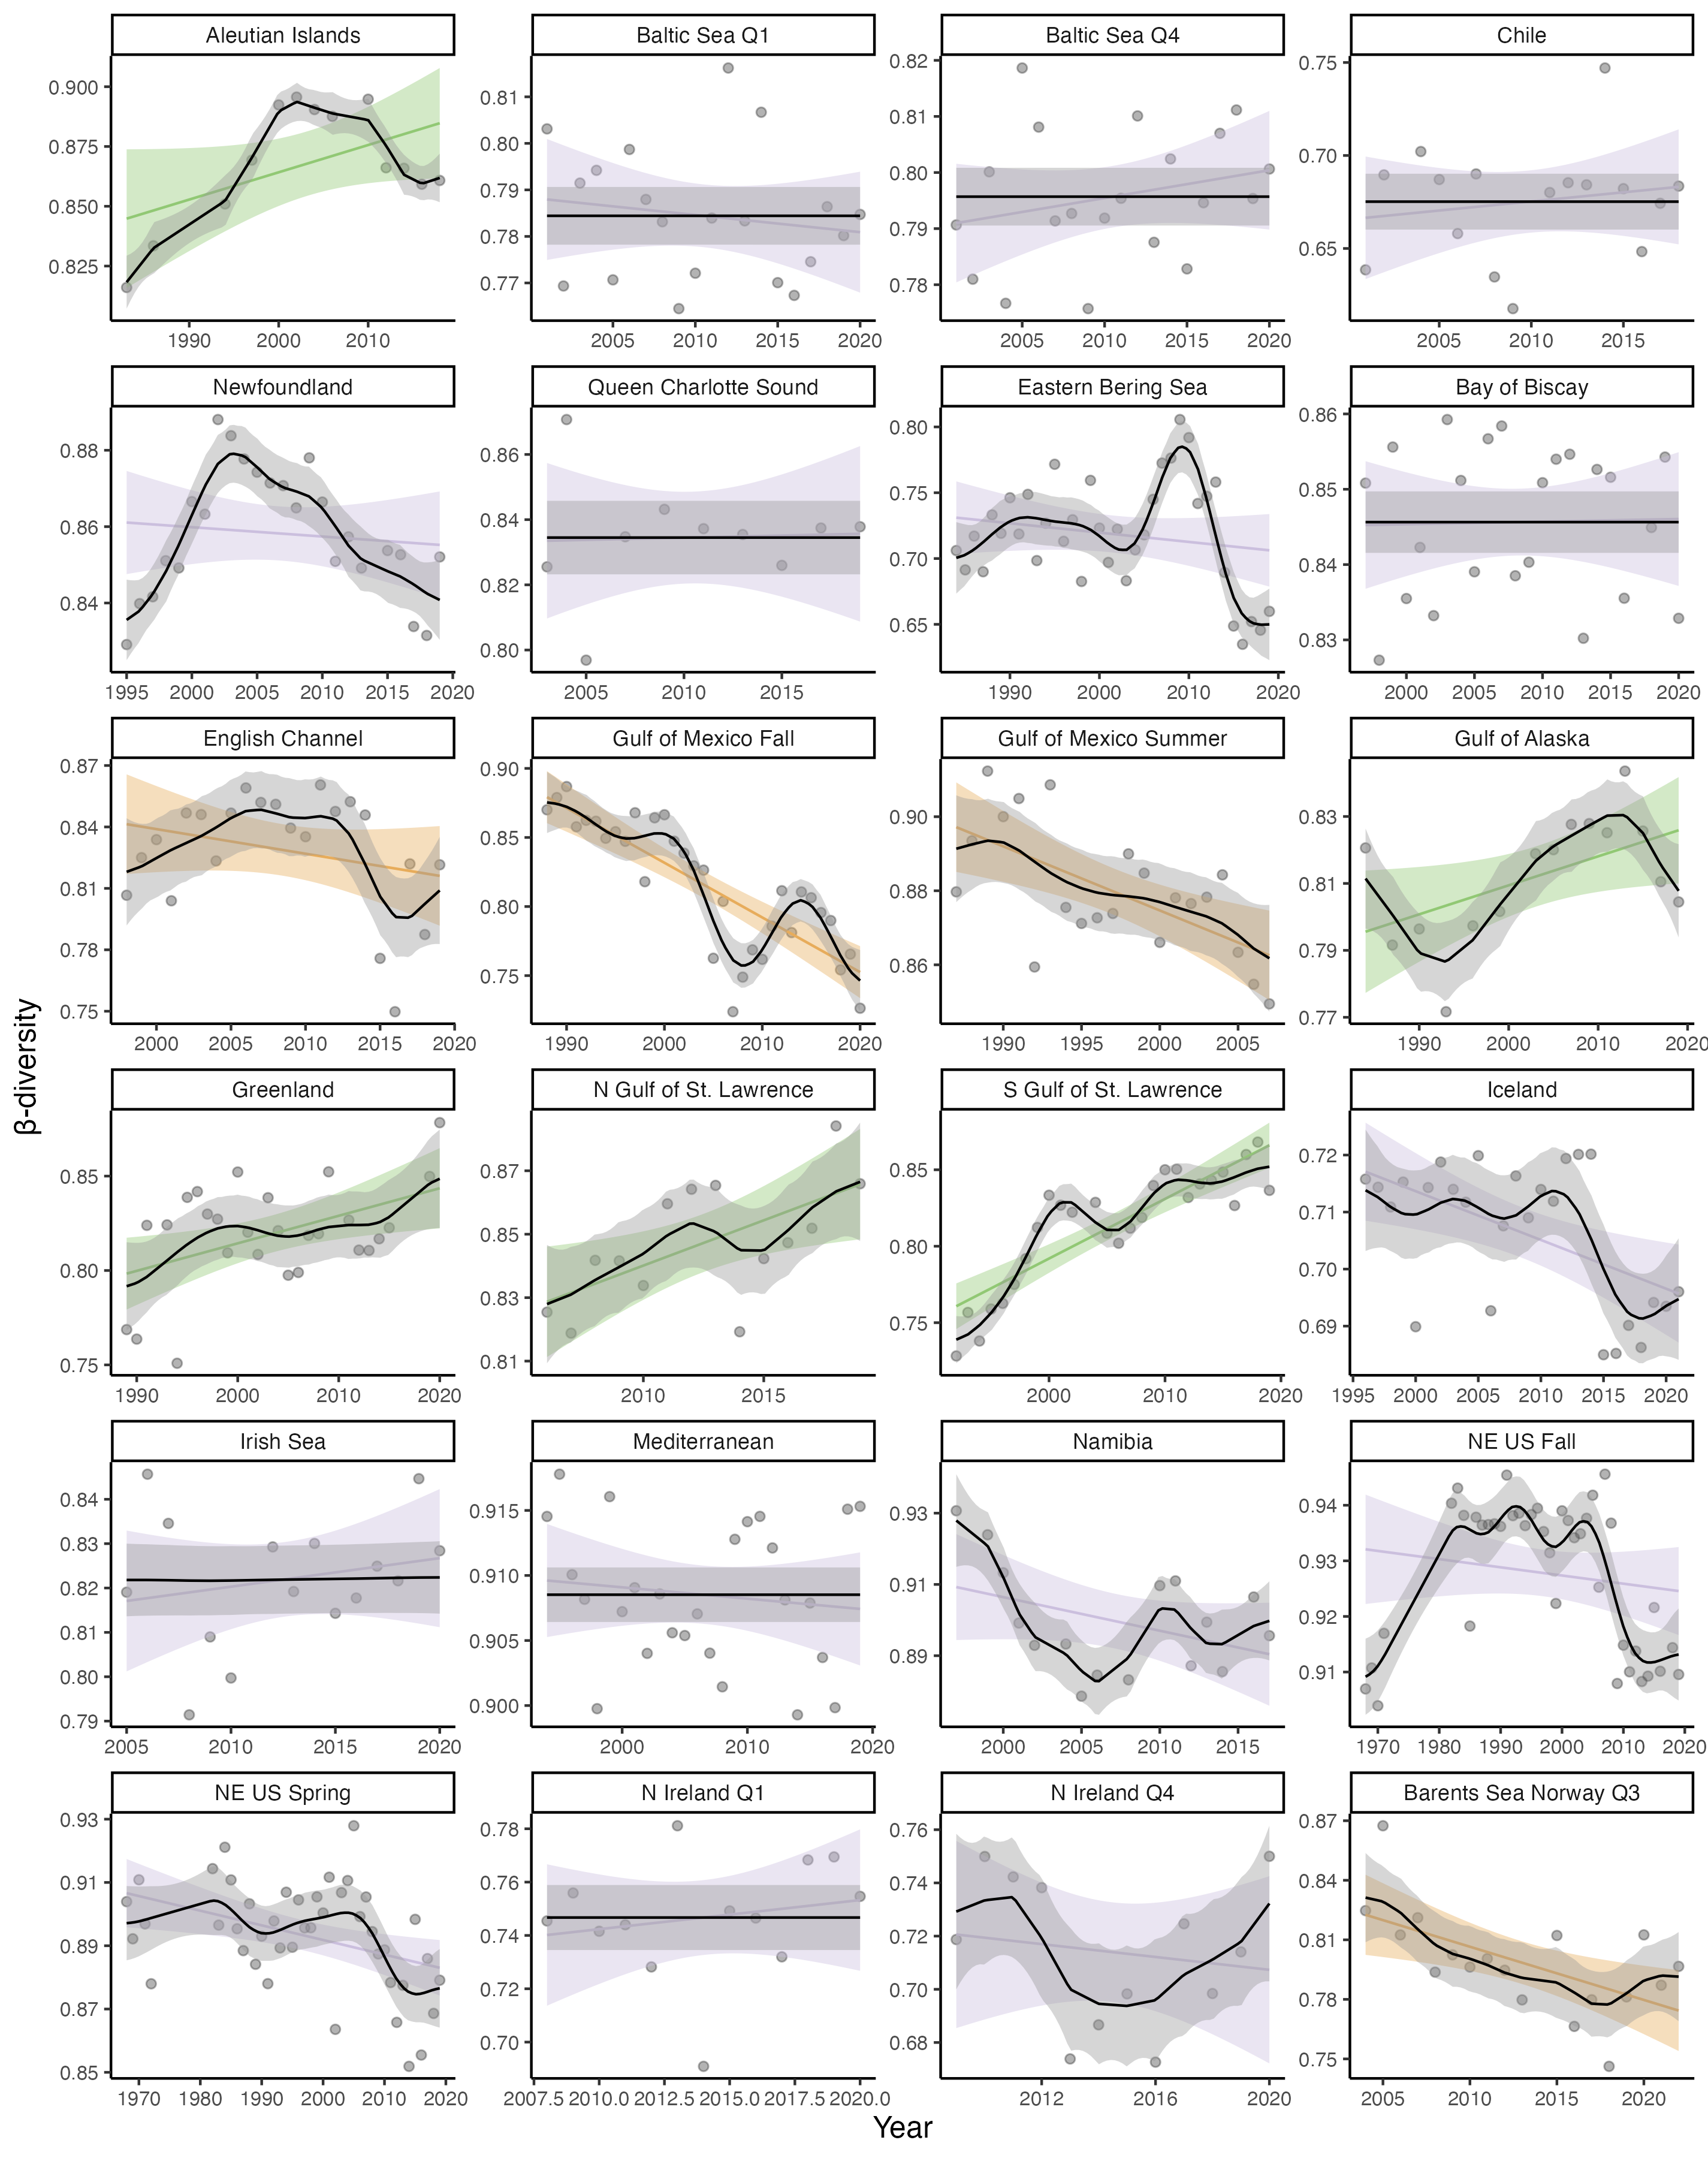 Aleutian Islands
0.900
0.875
0.850
0.825
1990 2000 2010
Baltic Sea Q1
0.81
0.80
0.79
0.78
0.77
2005 2010 2015 2020
Baltic Sea Q4
0.82
0.81
0.80
0.79
0.78
2005 2010 2015 2020
Chile
0.75
0.70
0.65
2005 2010 2015
Newfoundland
0.88
0.86
0.84
1995 2000 2005 2010 2015 2020
Queen Charlotte Sound
0.86
0.84
0.82
0.80
2005 2010 2015
Eastern Bering Sea
0.80
0.75
0.70
0.65
1990 2000 2010 2020
Bay of Biscay
0.86
0.85
0.84
0.83
2000 2005 2010 2015 2020
English Channel
0.87
0.84
0.81
0.78
0.75
2000 2005 2010 2015 2020
Gulf of Mexico Fall
0.90
0.85
0.80
0.75
1990 2000 2010 2020
Gulf of Mexico Summer
0.90
0.88
0.86
1990 1995 2000 2005
Gulf of Alaska
0.83
0.81
0.79
0.77
1990 2000 2010 2020
β-diversity
Greenland
0.85
0.80
0.75
1990 2000 2010 2020
N Gulf of St. Lawrence
0.87
0.85
0.83
0.81
2010 2015
S Gulf of St. Lawrence
0.85
0.80
0.75
2000 2010 2020
Iceland
0.72
0.71
0.70
0.69
1995 2000 2005 2010 2015 2020
Irish Sea
0.84
0.83
0.82
0.81
0.80
0.79
2005 2010 2015 2020
Mediterranean
0.915
0.910
0.905
0.900
2000 2010 2020
Namibia
0.93
0.91
0.89
2000 2005 2010 2015
NE US Fall
0.94
0.93
0.92
0.91
1970 1980 1990 2000 2010 2020
NE US Spring
0.93
0.91
0.89
0.87
0.85
1970 1980 1990 2000 2010 2020
N Ireland Q1
0.78
0.76
0.74
0.72
0.70
2007.5 2010.0 2012.5 2015.0 2017.5 2020.0
N Ireland Q4
0.76
0.74
0.72
0.70
0.68
2012 2016 2020
Barents Sea Norway Q3
0.87
0.84
0.81
0.78
0.75
2005 2010 2015 2020
Year